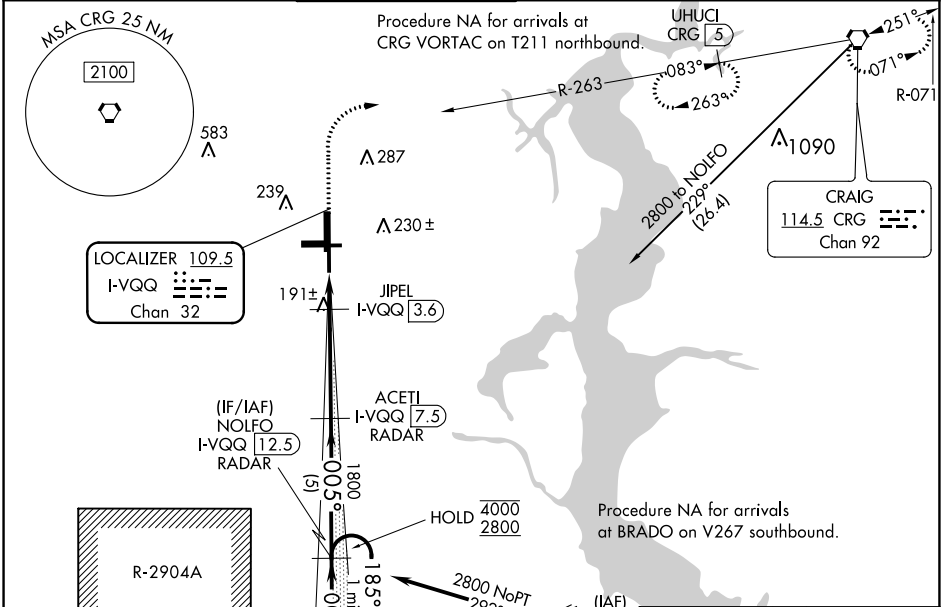 MSA CRG 25 NM
2100
583
Procedure NA for arrivals at
CRG VORTAC on T211 northbound.
UHUCI
CRG 5
R-263
083°
263°
251°
071°
R-071
287
239
230 ±
1090
2800 to NOLFO
229°
(26.4)
CRAIG
114.5 CRG
Chan 92
LOCALIZER 109.5
I-VQQ
Chan 32
191±
JIPEL
I-VQQ 3.6
ACETI
I-VQQ 7.5
RADAR
(IF/IAF)
NOLFO
I-VQQ 12.5
RADAR
1800
005°
(5)
HOLD 4000
2800
185°
Procedure NA for arrivals
at BRADO on V267 southbound.
R-2904A
2800 NoPT
(IAF)